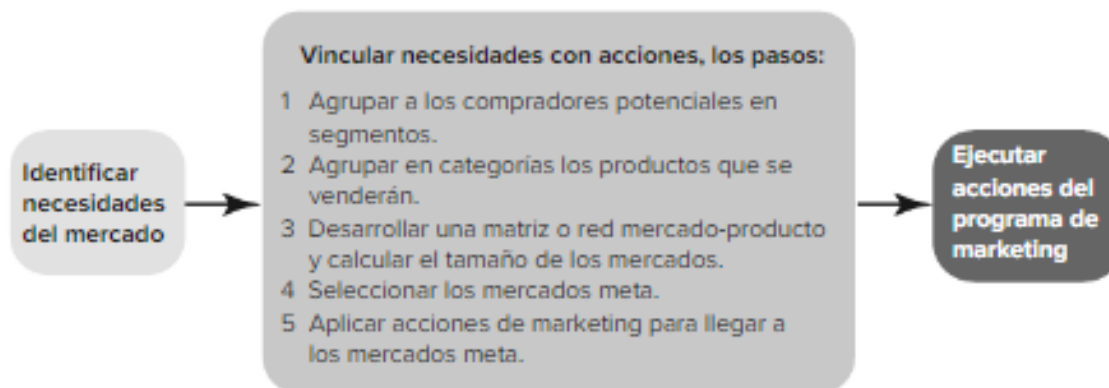 Identificar
necesidades
del mercado
Vincular necesidades con acciones, los pasos:
1 Agrupar a los compradores potenciales en
segmentos.
2 Agrupar en categorías los productos que se
venderán.
3 Desarrollar una matriz o red mercado-producto
y calcular el tamaño de los mercados.
4 Seleccionar los mercados meta.
5 Aplicar acciones de marketing para llegar a
los mercados meta.
Ejecutar
acciones del
programa de
marketing